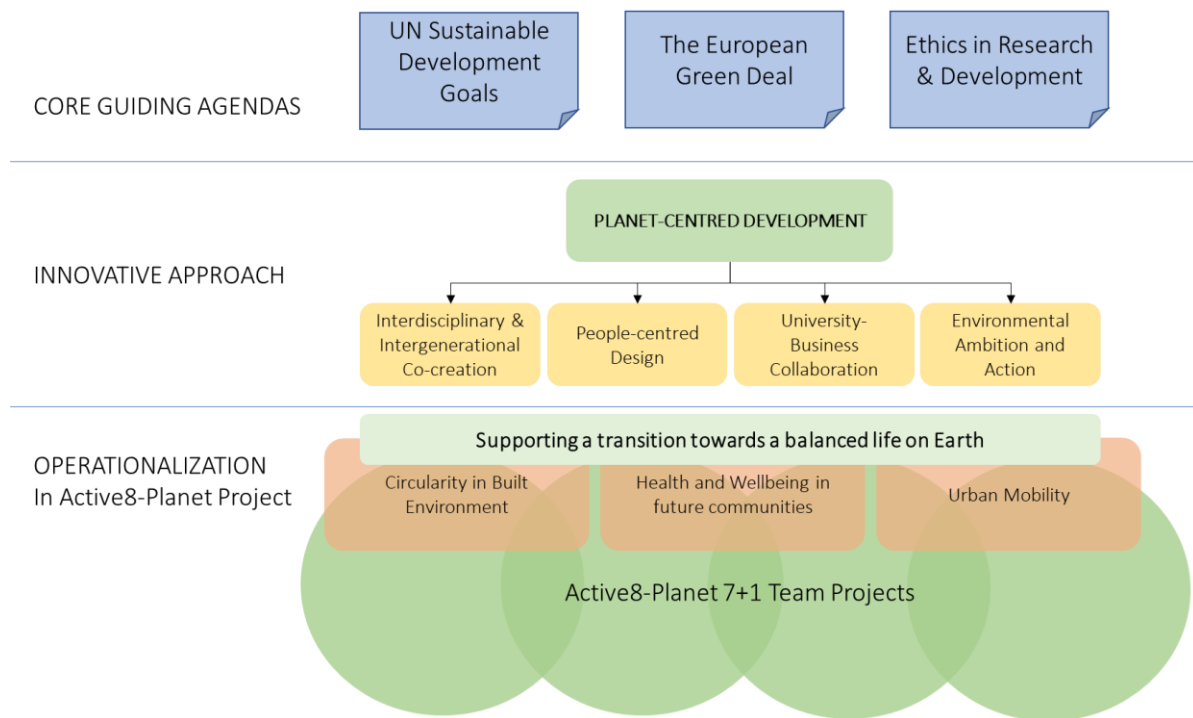 UN Sustainable
Development
Goals
The European
Green Deal
Ethics in Research
& Development
CORE GUIDING AGENDAS
PLANET-CENTRED DEVELOPMENT
INNOVATIVE APPROACH
Interdisciplinary &
Intergenerational
Co-creation
People-centred
Design
University-
Business
Collaboration
Environmental
Ambition and
Action
Supporting a transition towards a balanced life on Earth
OPERATIONALIZATION
In Active8-Planet Project
Circularity in Built
Environment
Health and Wellbeing in
future communities
Urban Mobility
Active8-Planet 7+1 Team Projects